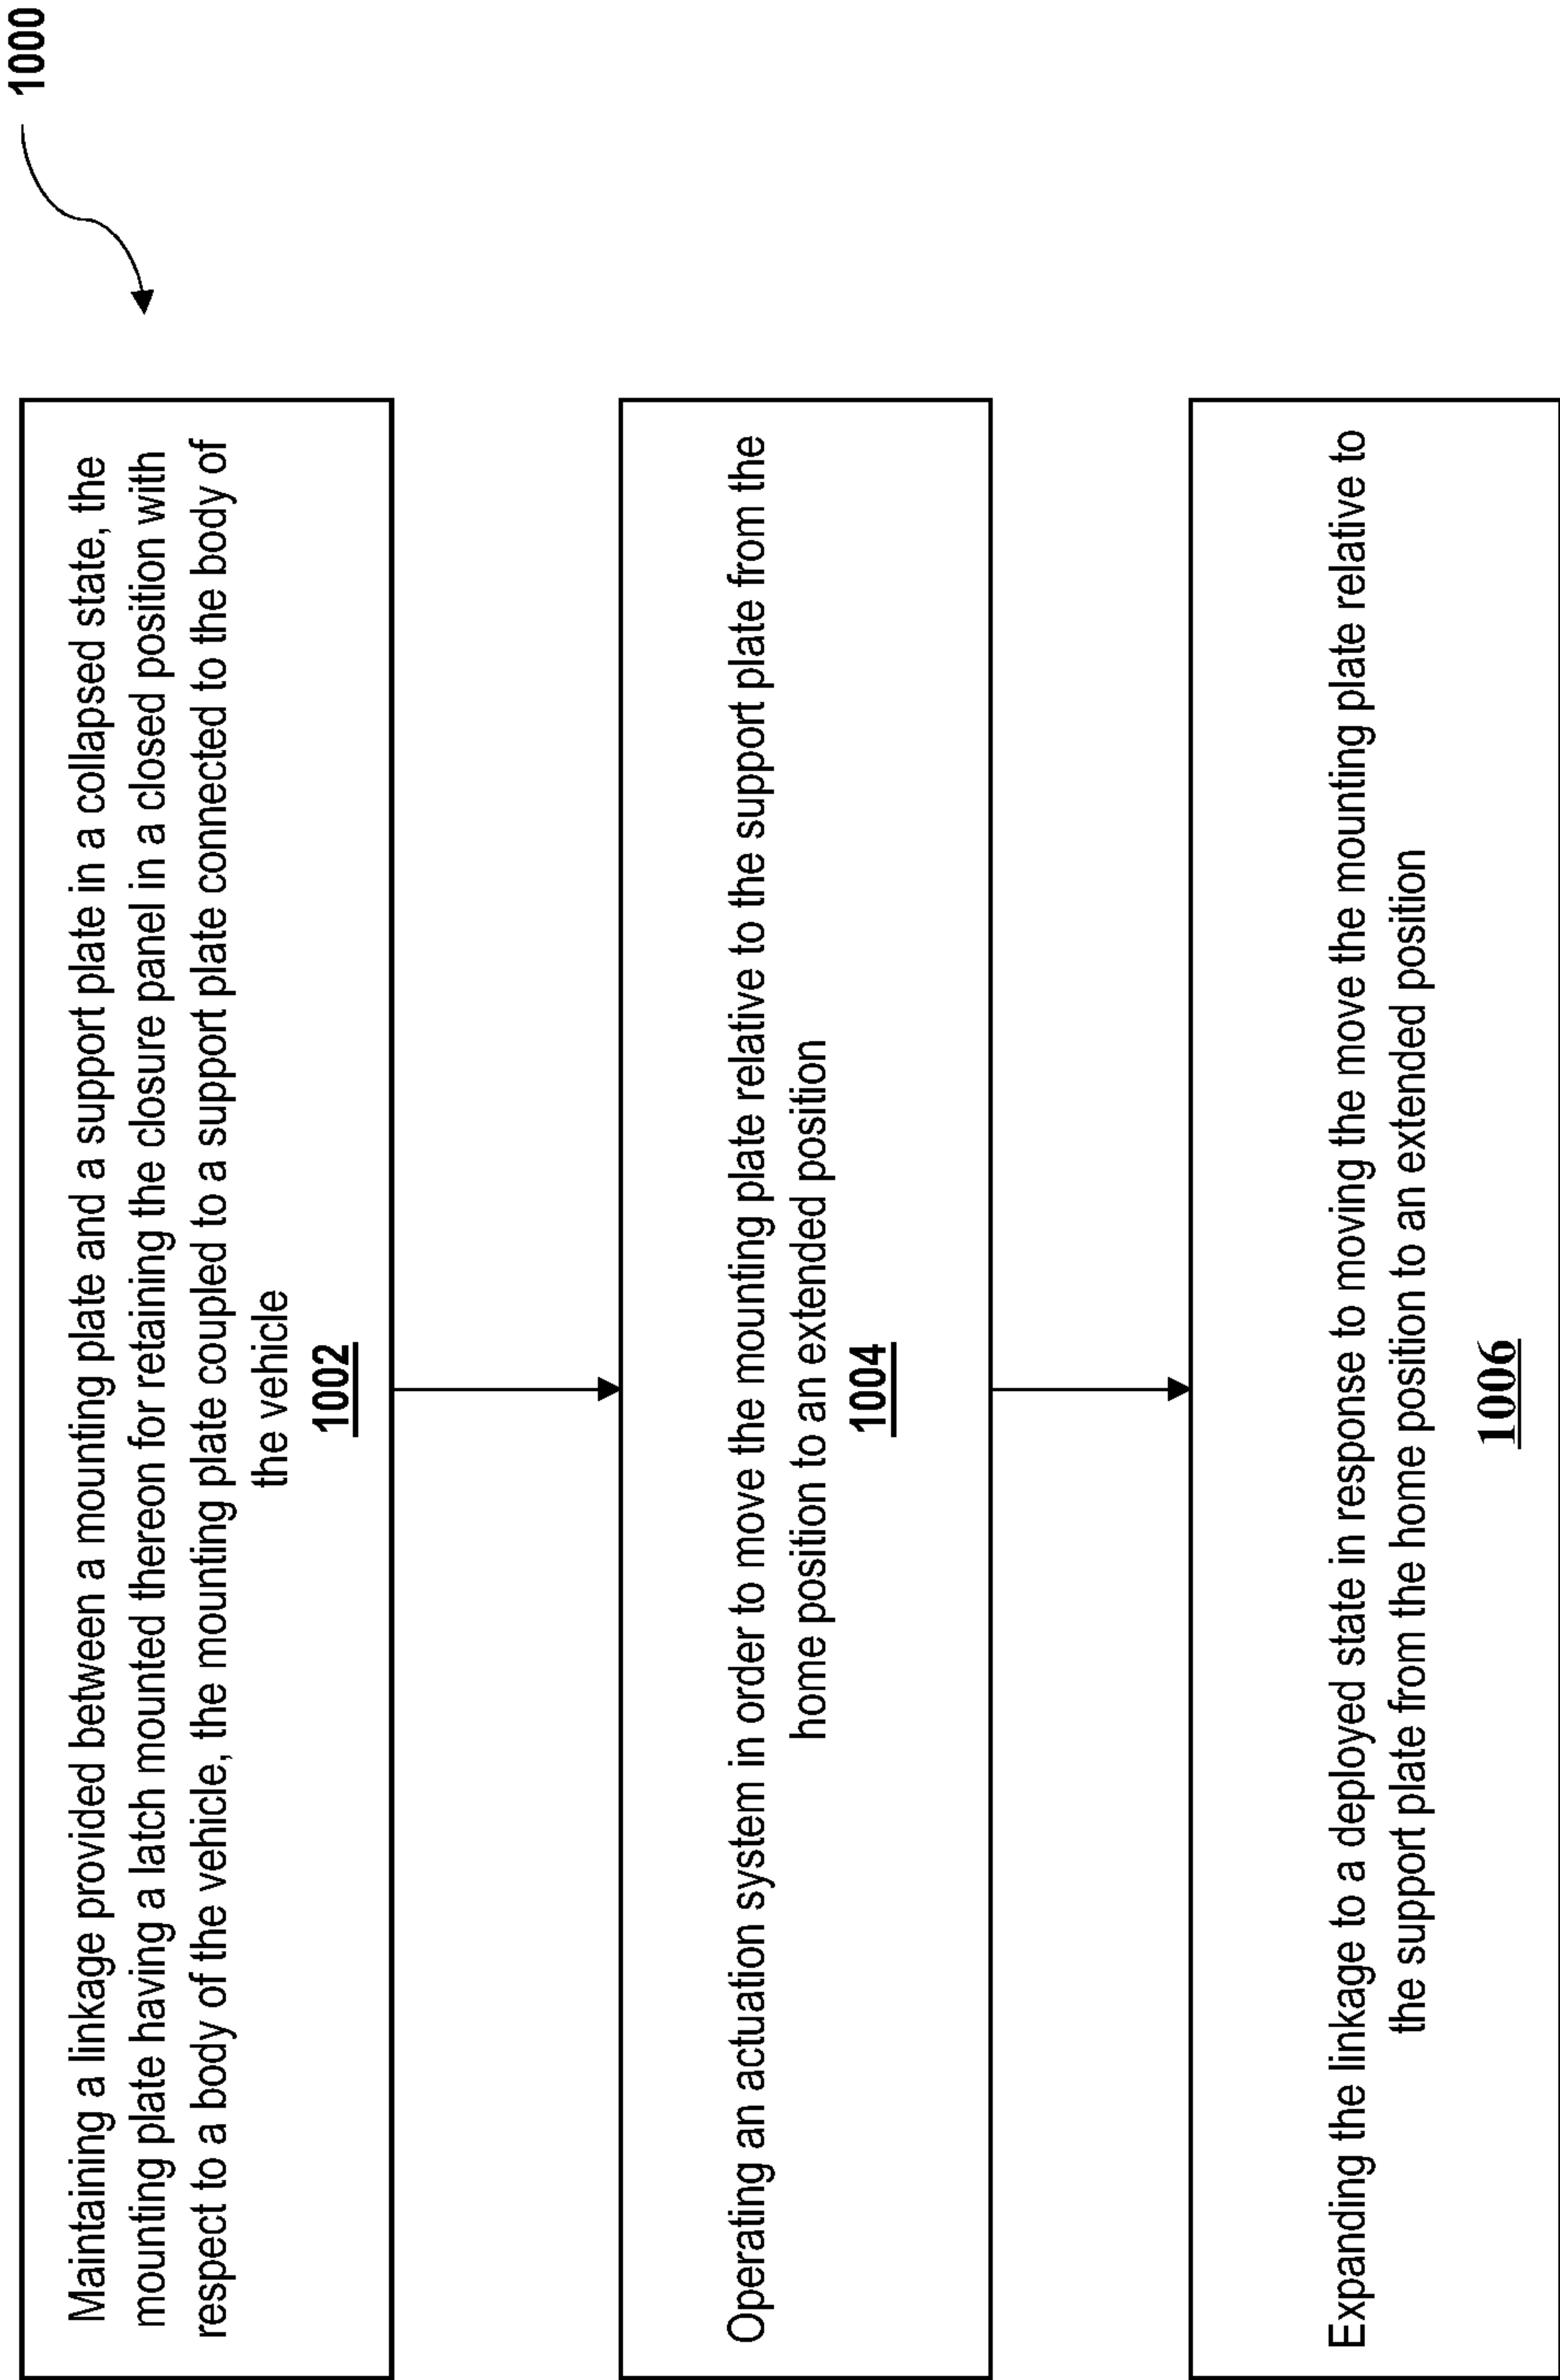 1000
Maintaining a linkage provided between a mounting plate and a support plate in a collapsed state, the
mounting plate having a latch mounted thereon for retaining the closure panel in a closed position with
respect to a body of the vehicle, the mounting plate coupled to a support plate connected to the body of
the vehicle
1002
Operating an actuation system in order to move the mounting plate relative to the support plate from the
home position to an extended position
1004
Expanding the linkage to a deployed state in response to moving the move the mounting plate relative to
the support plate from the home position to an extended position
1006